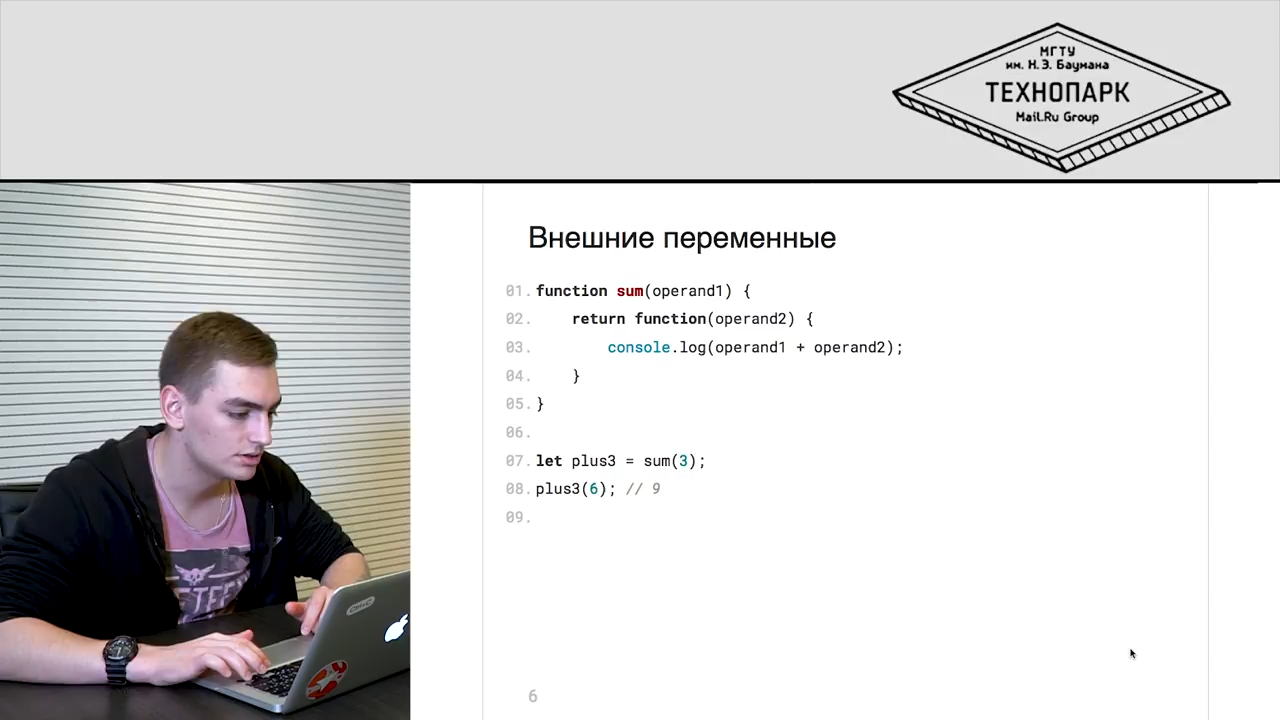 МГТУ
им. Н.Э. Баумана
ТЕХНОПАРК
Mail.Ru Group
Внешние переменные
01. function sum(operand1) {
02. return function(operand2) {
03. console.log(operand1 + operand2);
04. }
05. }
06.
07. let plus3 = sum(3);
08. plus3(6); // 9
09.
6
Ctrl+C